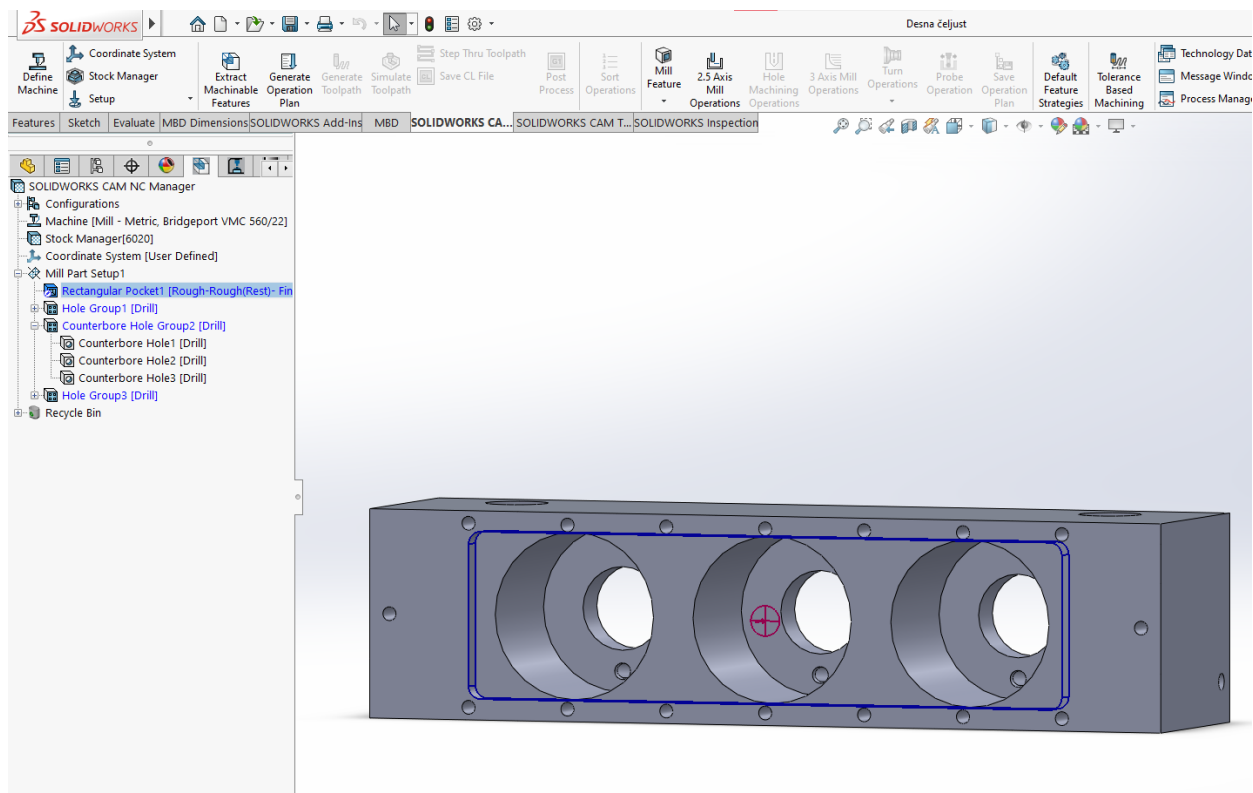 SOLIDWORKS
Desna čeljust
Define Machine
Coordinate System
Stock Manager
Setup
Extract Machinable Features
Generate Operation Plan
Generate Toolpath
Simulate Toolpath
Step Thru Toolpath
Save CL File
Post Process
Sort Operations
Mill Feature
2.5 Axis Mill Operations
Hole Machining Operations
3 Axis Mill Operations
Turn Operations
Probe Operation
Save Operation Plan
Default Feature Strategies
Tolerance Based Machining
Technology Dat
Message Windo
Process Manage
Features Sketch Evaluate MBD Dimensions SOLIDWORKS Add-Ins MBD SOLIDWORKS CA... SOLIDWORKS CAM T... SOLIDWORKS Inspection
SOLIDWORKS CAM NC Manager
Configurations
Machine [Mill - Metric, Bridgeport VMC 560/22]
Stock Manager[6020]
Coordinate System [User Defined]
Mill Part Setup1
Rectangular Pocket1 [Rough-Rough(Rest)- Fin
Hole Group1 [Drill]
Counterbore Hole Group2 [Drill]
Counterbore Hole1 [Drill]
Counterbore Hole2 [Drill]
Counterbore Hole3 [Drill]
Hole Group3 [Drill]
Recycle Bin